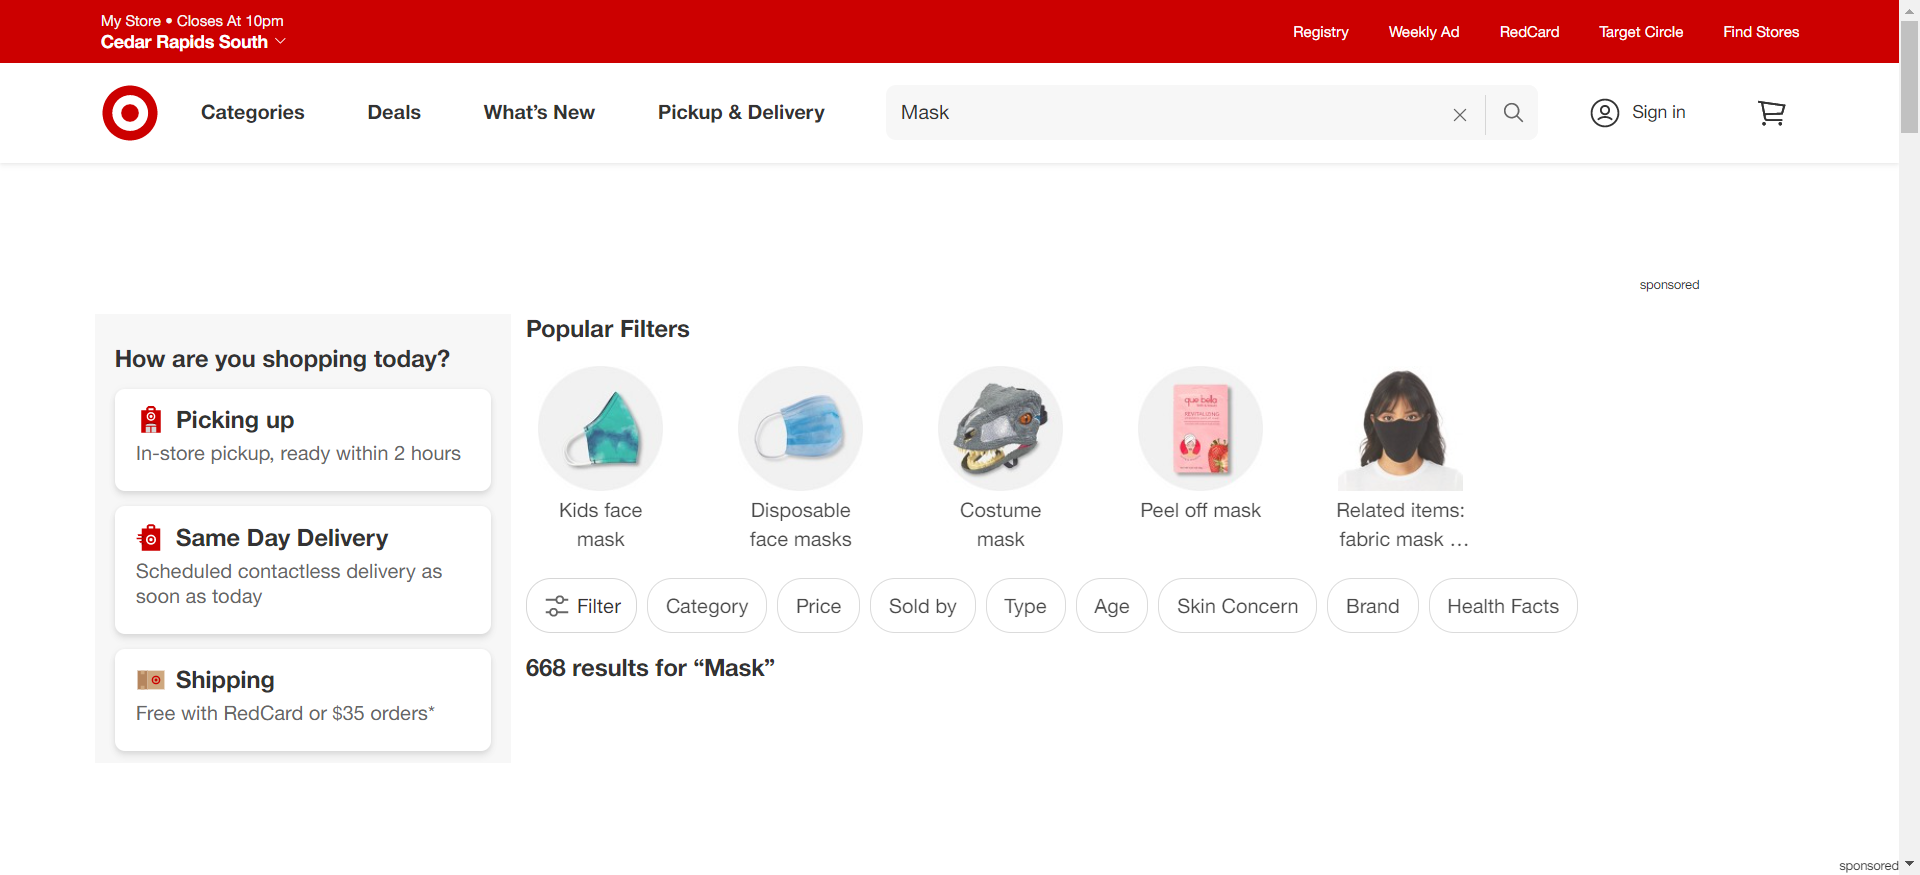 My Store • Closes At 10pm
Cedar Rapids South
Registry
Weekly Ad
RedCard
Target Circle
Find Stores
Categories
Deals
What’s New
Pickup & Delivery
Mask
Sign in
sponsored
How are you shopping today?
Picking up
In-store pickup, ready within 2 hours
Same Day Delivery
Scheduled contactless delivery as
soon as today
Shipping
Free with RedCard or $35 orders*
Popular Filters
que bella
REVITALIZING
Kids face
mask
Disposable
face masks
Costume
mask
Peel off mask
Related items:
fabric mask ...
Filter
Category
Price
Sold by
Type
Age
Skin Concern
Brand
Health Facts
668 results for “Mask”
sponsored